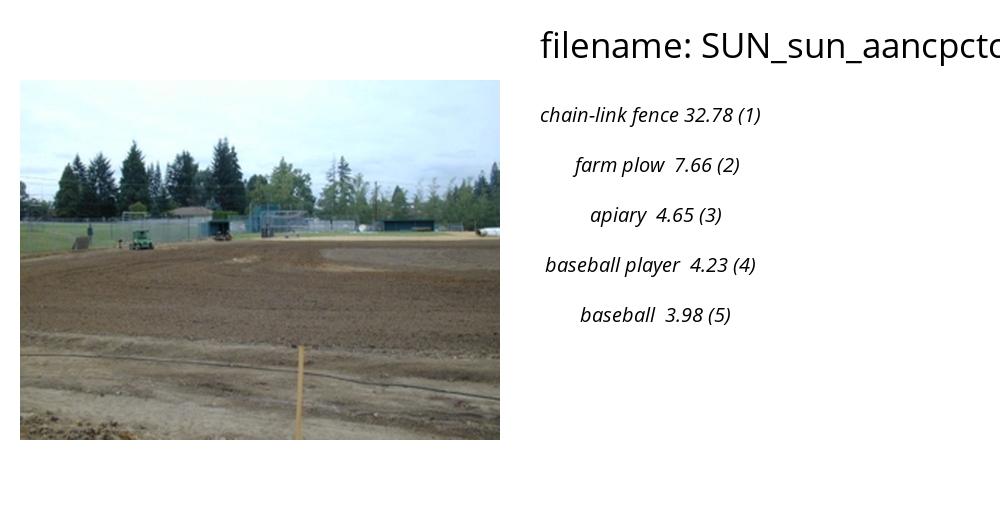 filename: SUN_sun_aancpctc
chain-link fence 32.78 (1)
farm plow 7.66 (2)
apiary 4.65 (3)
baseball player 4.23 (4)
baseball 3.98 (5)